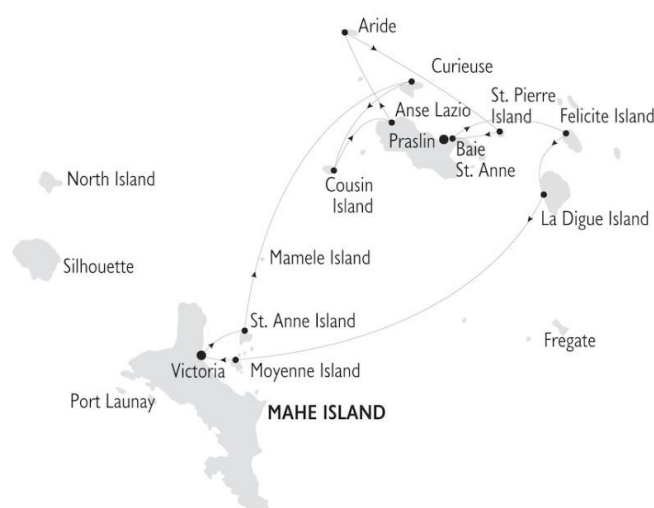 Aride
Curieuse
St. Pierre
Island
Anse Lazio
Felicite Island
Praslin
Baie
St. Anne
North Island
Cousin
Island
La Digue Island
Silhouette
Mamele Island
St. Anne Island
Fregate
Victoria
Moyenne Island
Port Launay
MAHE ISLAND